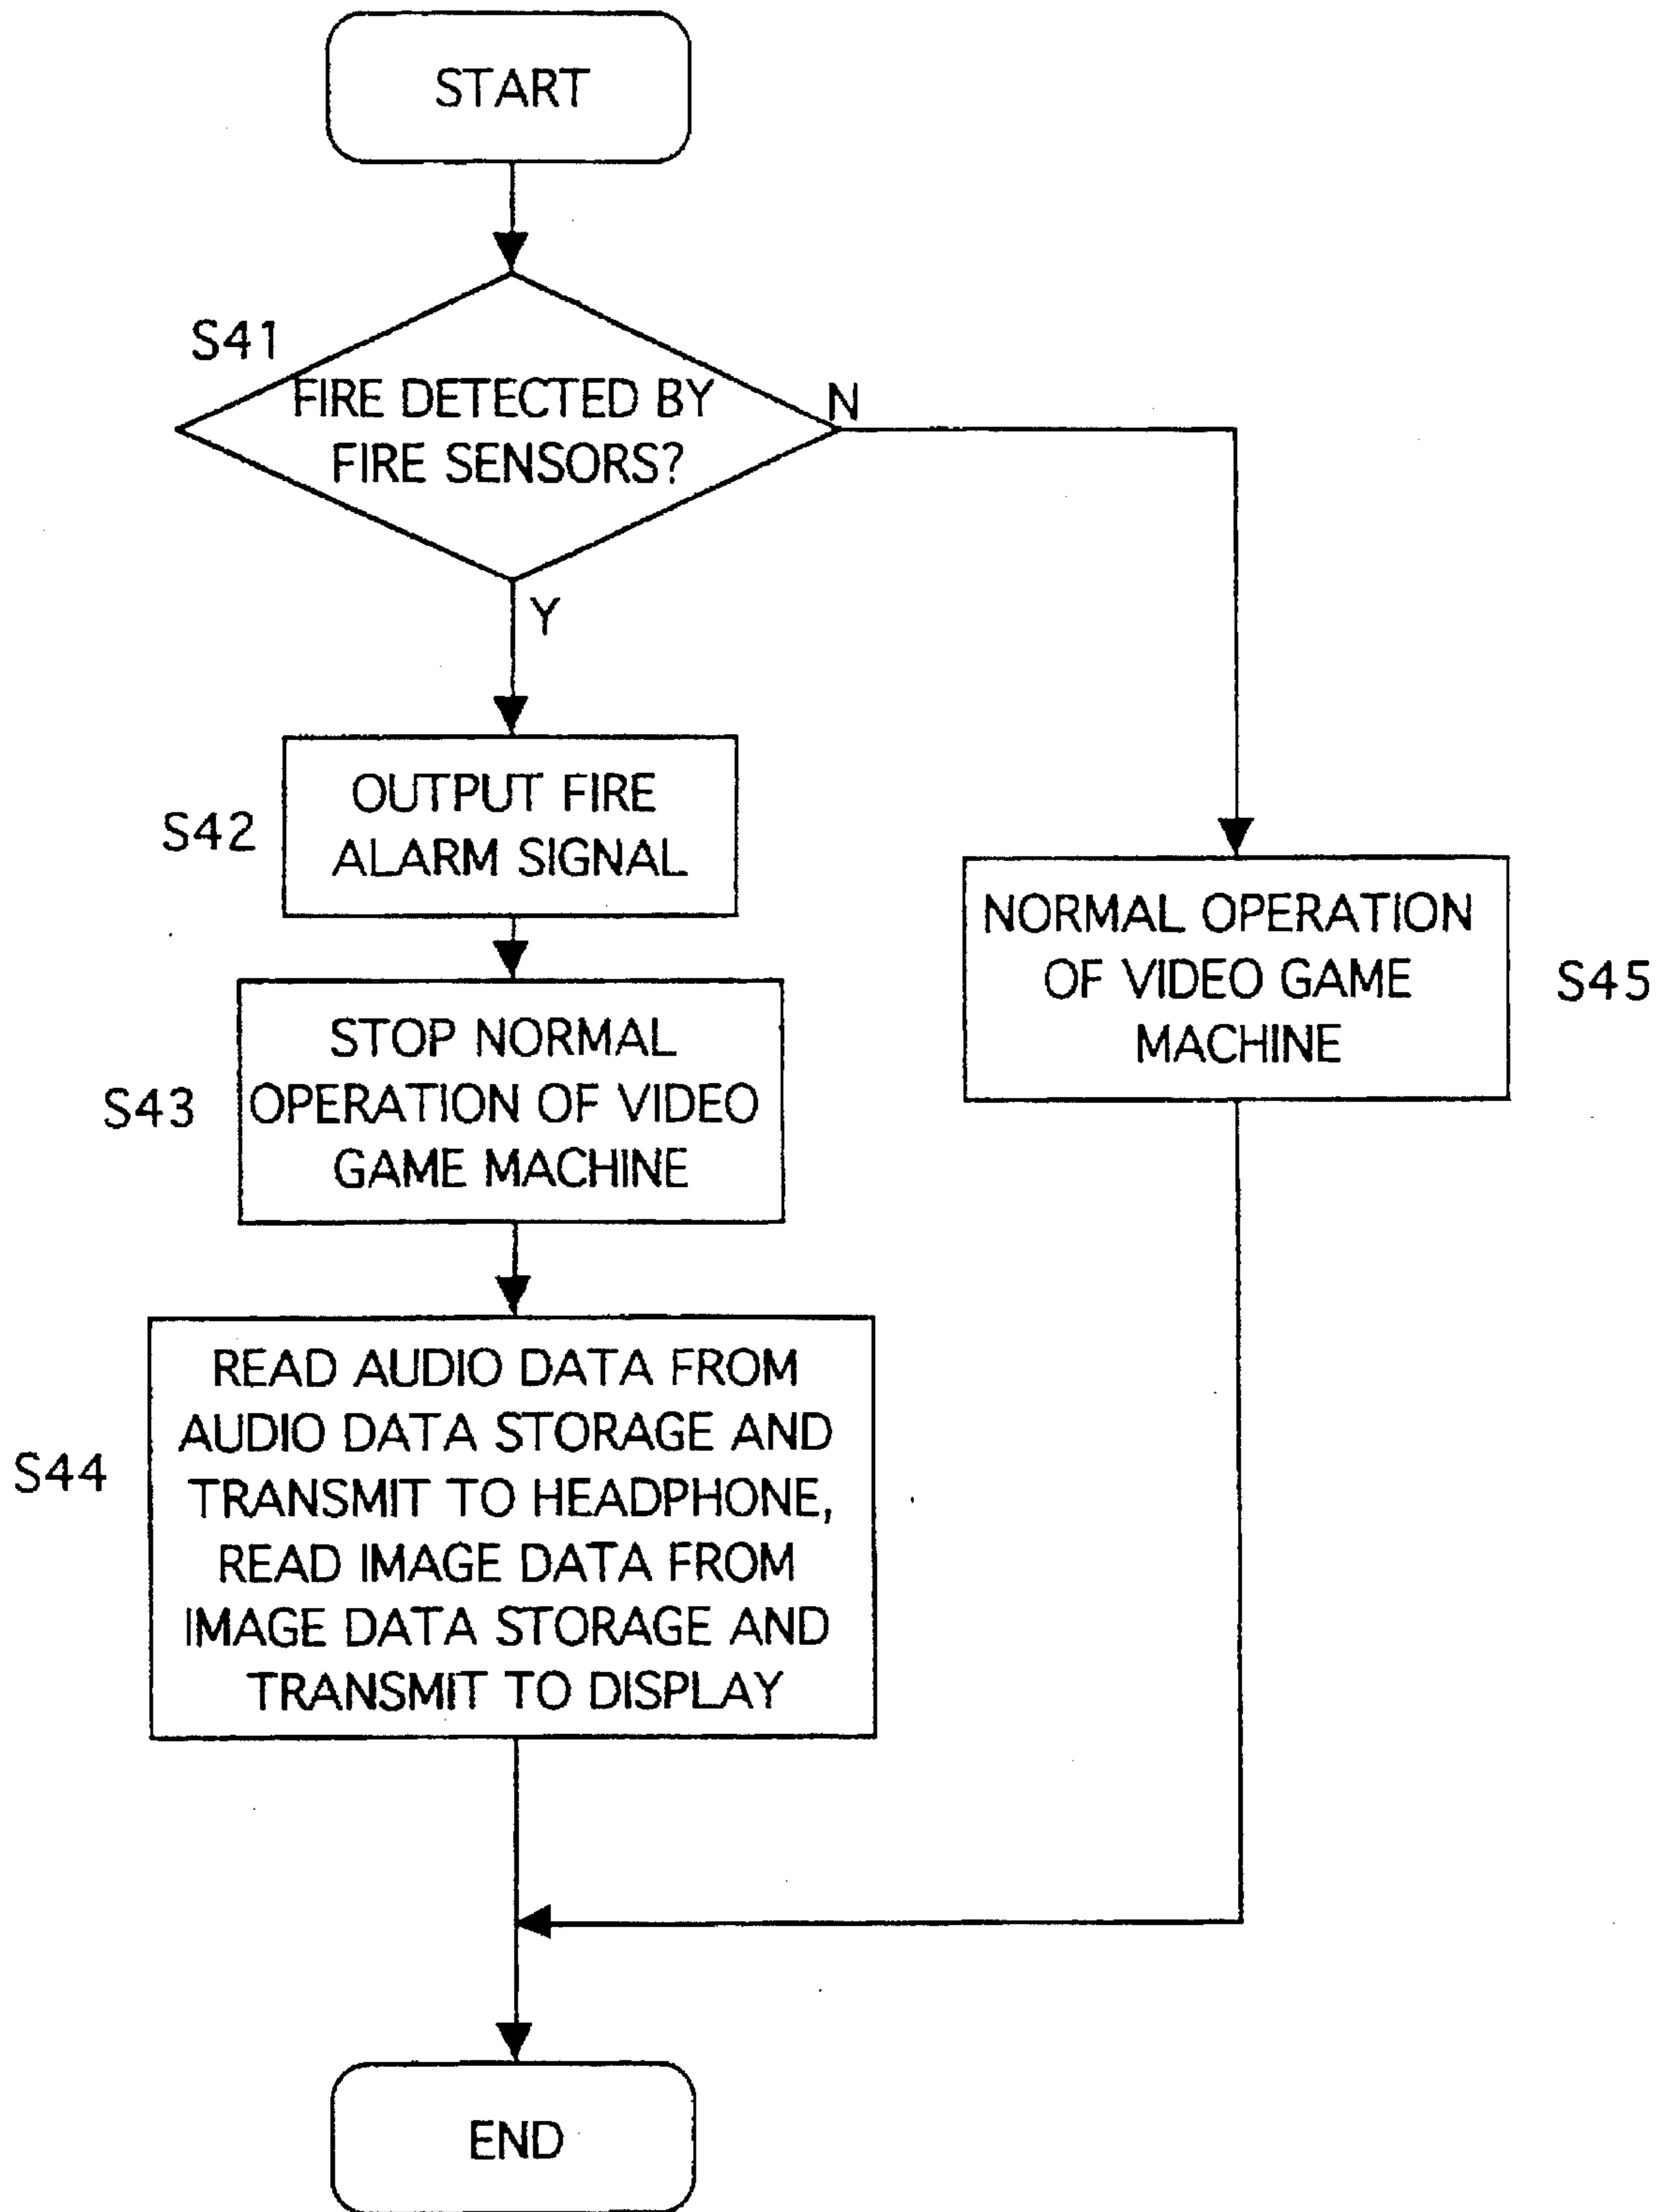 START
S41
FIRE DETECTED BY
FIRE SENSORS?
N
Y
S42
OUTPUT FIRE
ALARM SIGNAL
S43
STOP NORMAL
OPERATION OF VIDEO
GAME MACHINE
NORMAL OPERATION
OF VIDEO GAME
MACHINE
S45
S44
READ AUDIO DATA FROM
AUDIO DATA STORAGE AND
TRANSMIT TO HEADPHONE,
READ IMAGE DATA FROM
IMAGE DATA STORAGE AND
TRANSMIT TO DISPLAY
END